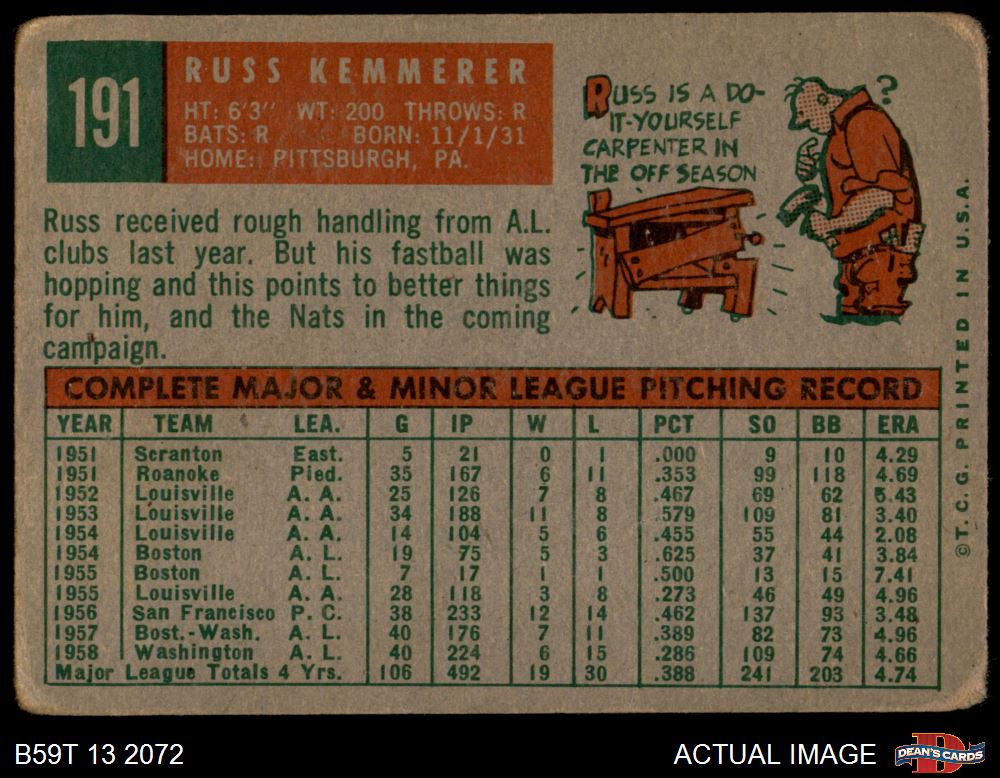 191
RUSS KEMMERER
HT: 6'3" WT: 200 THROWS: R
BATS: R BORN: 11/1/31
HOME: PITTSBURGH, PA.
RUSS IS A DO-
IT-YOURSELF
CARPENTER IN
THE OFF SEASON
?
Russ received rough handling from A.L.
clubs last year. But his fastball was
hopping and this points to better things
for him, and the Nats in the coming
campaign.
COMPLETE MAJOR & MINOR LEAGUE PITCHING RECORD
YEAR TEAM LEA. G IP W L PCT SO BB ERA
1951 Scranton East. 5 21 0 1 .000 9 10 4.29
1951 Roanoke Pied. 35 167 6 11 .353 99 118 4.69
1952 Louisville A. A. 25 126 7 8 .467 69 62 5.43
1953 Louisville A. A. 34 188 11 8 .579 109 81 3.40
1954 Louisville A. A. 14 104 5 6 .455 55 44 2.08
1954 Boston A. L. 19 75 5 3 .625 37 41 3.84
1955 Boston A. L. 7 17 1 1 .500 13 15 7.41
1955 Louisville A. A. 28 118 3 8 .273 46 49 4.96
1956 San Francisco P. C. 38 233 12 14 .462 137 93 3.48
1957 Bost.-Wash. A. L. 40 176 7 11 .389 82 73 4.96
1958 Washington A. L. 40 224 6 15 .286 109 74 4.66
Major League Totals 4 Yrs. 106 492 19 30 .388 241 203 4.74
©T.C.G. PRINTED IN U.S.A.
B59T 13 2072
ACTUAL IMAGE
DEAN'S CARDS